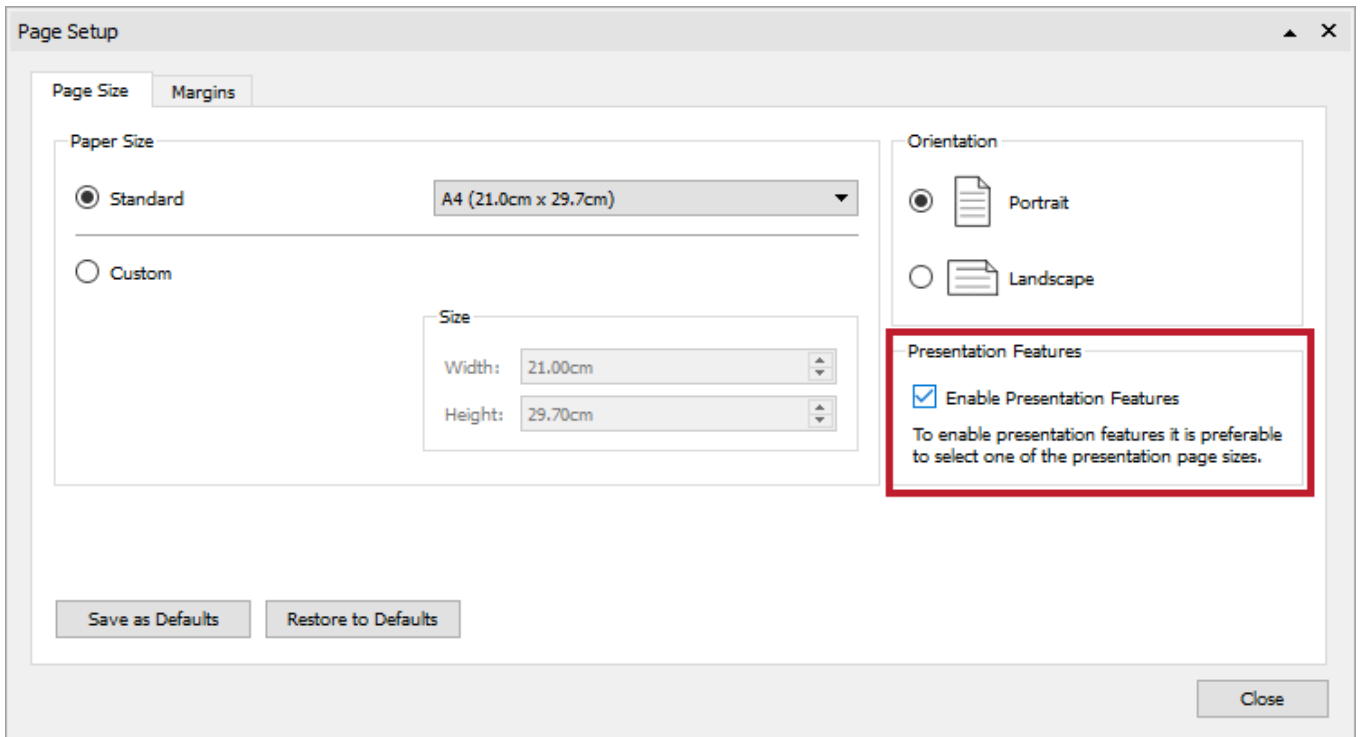 Page Setup
Page Size
Margins
Paper Size
Standard
A4 (21.0cm x 29.7cm)
Custom
Size
Width:
21.00cm
Height:
29.70cm
Orientation
Portrait
Landscape
Presentation Features
Enable Presentation Features
To enable presentation features it is preferable
to select one of the presentation page sizes.
Save as Defaults
Restore to Defaults
Close